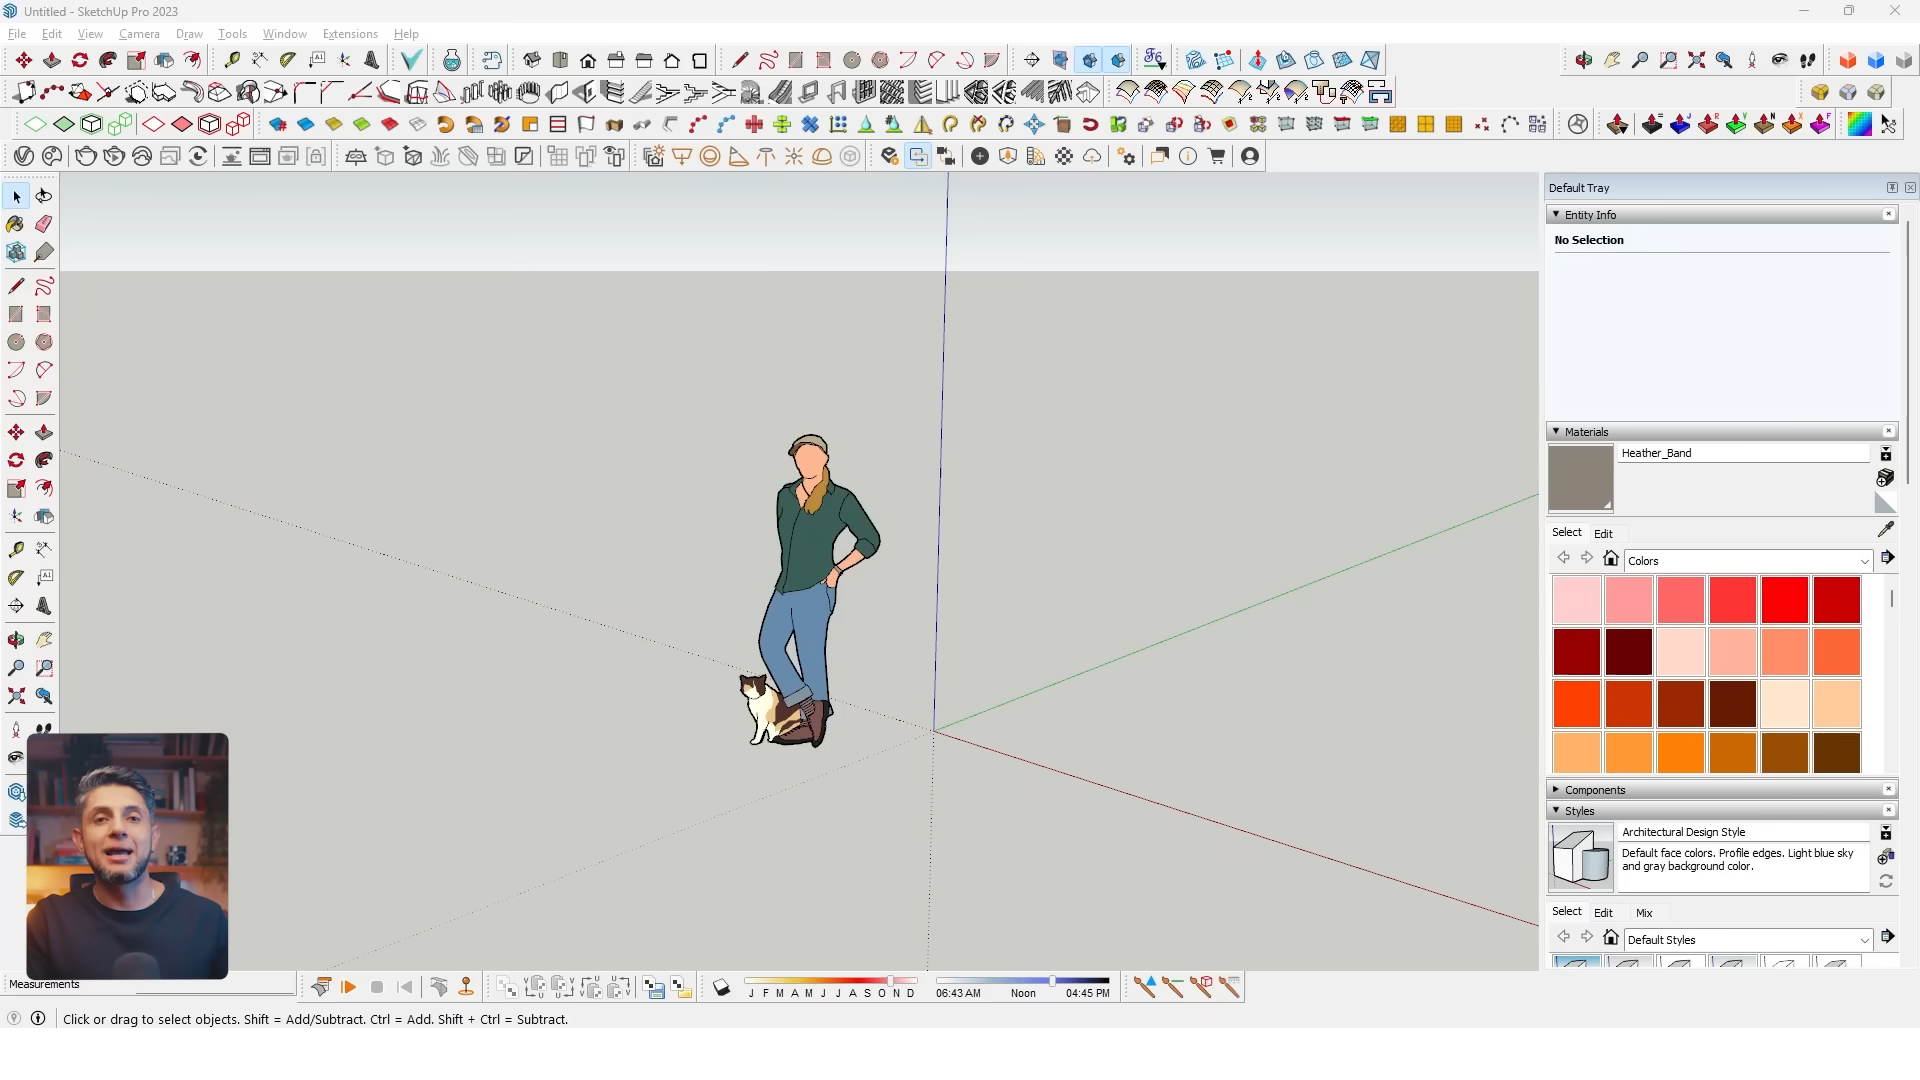 Untitled - SketchUp Pro 2023
File Edit View Camera Draw Tools Window Extensions Help
Default Tray
Entity Info
No Selection
Materials
Heather_Band
Select Edit
Colors
Components
Styles
Architectural Design Style
Default face colors. Profile edges. Light blue sky
and gray background color.
Select Edit Mix
Default Styles
Measurements
J F M A M J J A S O N D
06:43 AM Noon 04:45 PM
Click or drag to select objects. Shift = Add/Subtract. Ctrl = Add. Shift + Ctrl = Subtract.